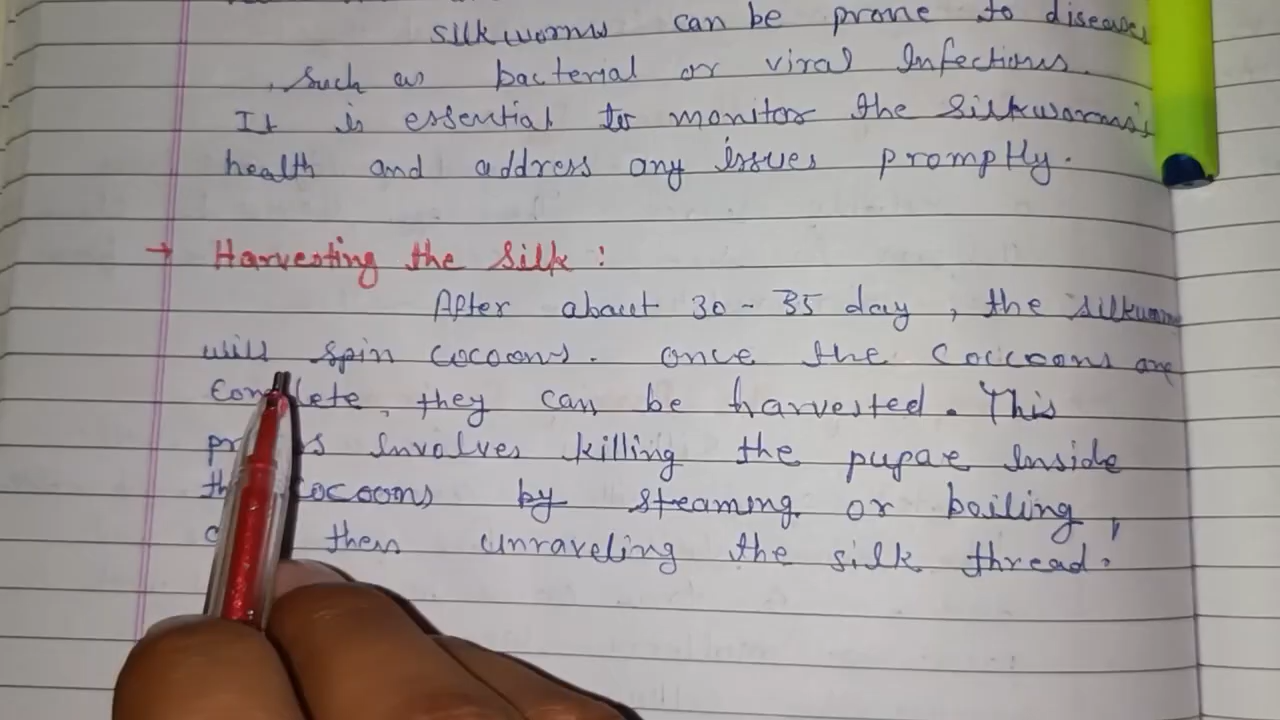 silkworms can be prone to diseases
, such as bacterial or viral Infections.
It is essential to monitor the silkworms's
health and address any issues promptly.
→ Harvesting the silk :
After about 30 - 35 day , the silkworm
will spin cocoons. once the coccoons are
complete, they can be harvested. This
involves killing the pupae Inside
cocoons by steaming or boiling ,
then unraveling the silk thread.